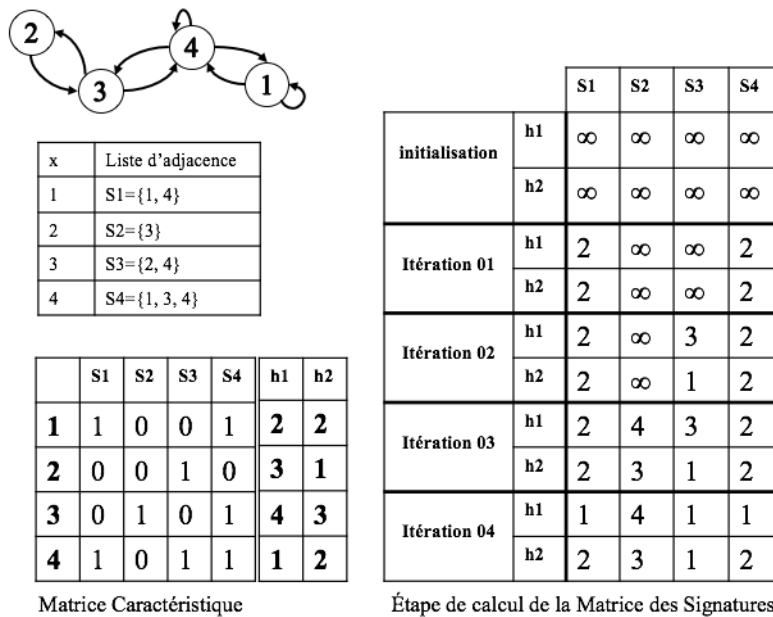 2
3
4
1
x Liste d'adjacence
1 S1={1, 4}
2 S2={3}
3 S3={2, 4}
4 S4={1, 3, 4}
S1 S2 S3 S4 h1 h2
1 1 0 0 1 2 2
2 0 0 1 0 3 1
3 0 1 0 1 4 3
4 1 0 1 1 1 2
Matrice Caractéristique
S1 S2 S3 S4
initialisation h1 ∞ ∞ ∞ ∞
h2 ∞ ∞ ∞ ∞
Itération 01 h1 2 ∞ ∞ 2
h2 2 ∞ ∞ 2
Itération 02 h1 2 ∞ 3 2
h2 2 ∞ 1 2
Itération 03 h1 2 4 3 2
h2 2 3 1 2
Itération 04 h1 1 4 1 1
h2 2 3 1 2
Étape de calcul de la Matrice des Signatures